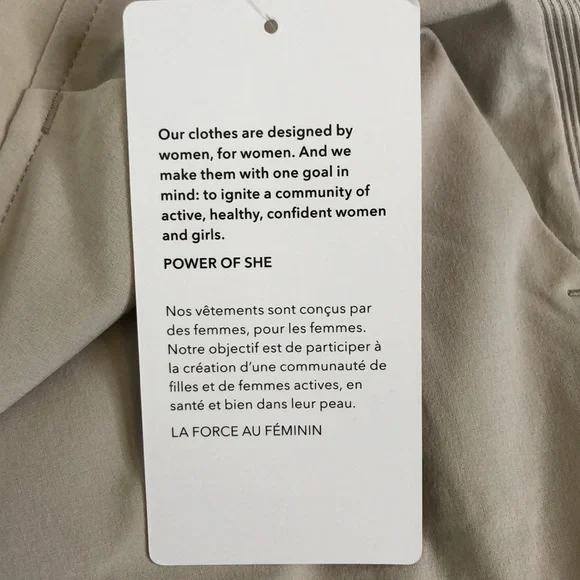 Our clothes are designed by
women, for women. And we
make them with one goal in
mind: to ignite a community of
active, healthy, confident women
and girls.
POWER OF SHE
Nos vêtements sont conçus par
des femmes, pour les femmes.
Notre objectif est de participer à
la création d'une communauté de
filles et de femmes actives, en
santé et bien dans leur peau.
LA FORCE AU FÉMININ